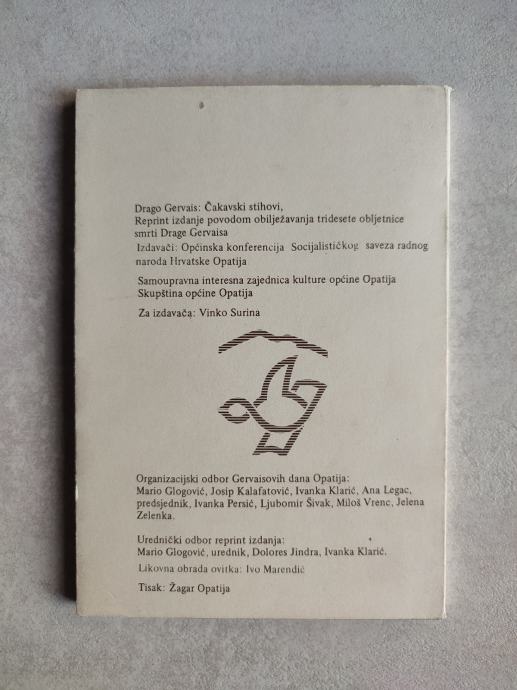 Drago Gervais: Čakavski stihovi,
Reprint izdanje povodom obilježavanja tridesete obljetnice
smrti Drage Gervaisa
Izdavači: Općinska konferencija Socijalističkog saveza radnog
naroda Hrvatske Opatija
Samoupravna interesna zajednica kulture općine Opatija
Skupština općine Opatija
Za izdavača: Vinko Surina
Organizacijski odbor Gervaisovih dana Opatija:
Mario Glogović, Josip Kalafatović, Ivanka Klarić, Ana Legac,
predsjednik, Ivanka Persić, Ljubomir Šivak, Miloš Vrenc, Jelena
Zelenka.
Urednički odbor reprint izdanja:
Mario Glogović, urednik, Dolores Jindra, Ivanka Klarić.
Likovna obrada ovitka: Ivo Marendić
Tisak: Žagar Opatija